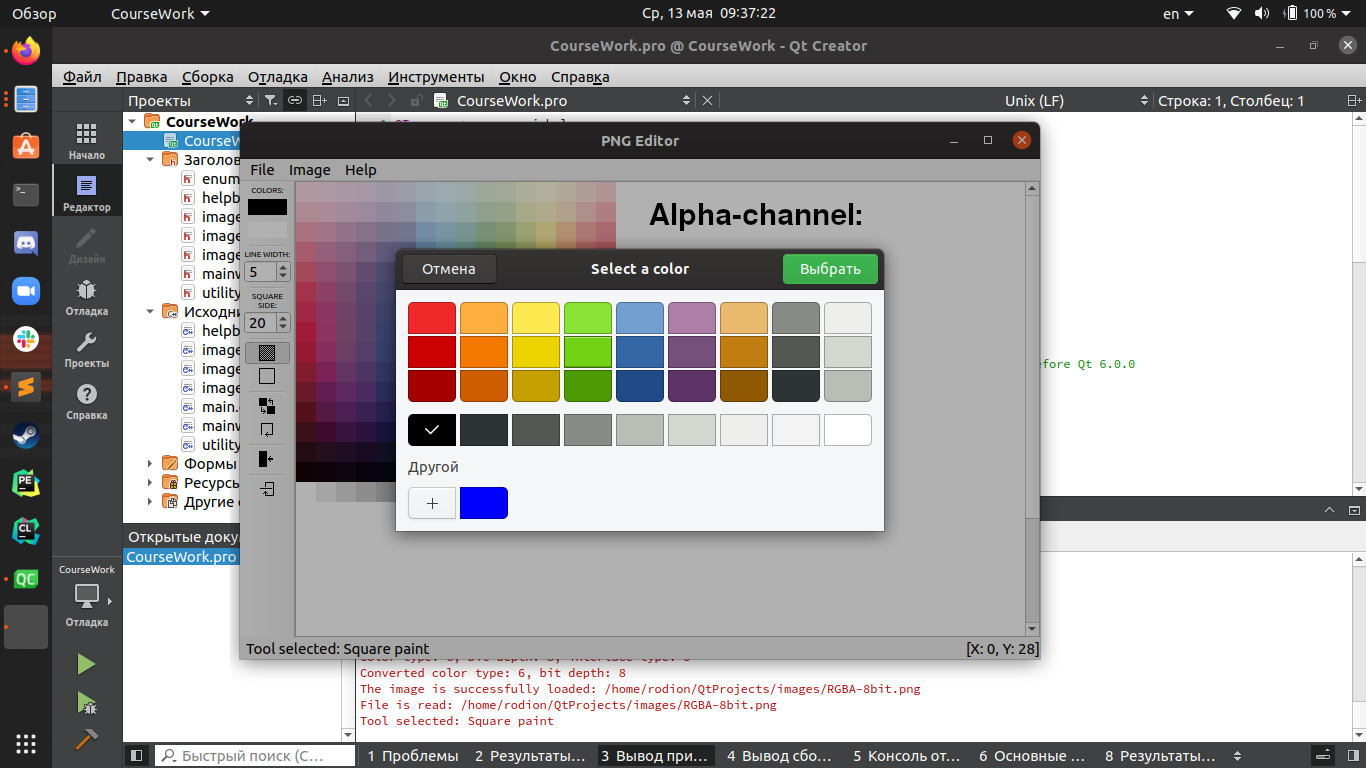 Обзор
CourseWork
Ср, 13 мая 09:37:22
en
100 %
CourseWork.pro @ CourseWork - Qt Creator
Файл Правка Сборка Отладка Анализ Инструменты Окно Справка
Проекты
CourseWork.pro
Unix (LF)
Строка: 1, Столбец: 1
Начало
Редактор
Дизайн
Отладка
Проекты
Справка
CourseWork
Отладка
CourseWork
CourseW
Заголов
enum
helpb
image
image
image
mainw
utility
Исходни
helpb
image
image
image
main.
mainw
utility
Формы
Ресурсы
Другие
Открытые доку
CourseWork.pro
1
efore Qt 6.0.0
PNG Editor
File Image Help
COLORS:
LINE WIDTH:
5
SQUARE
SIDE:
20
Alpha-channel:
Отмена
Select a color
Выбрать
Другой
Tool selected: Square paint
[X: 0, Y: 28]
Converted color type: 6, bit depth: 8
The image is successfully loaded: /home/rodion/QtProjects/images/RGBA-8bit.png
File is read: /home/rodion/QtProjects/images/RGBA-8bit.png
Tool selected: Square paint
Быстрый поиск (С...
1 Проблемы
2 Результаты...
3 Вывод при...
4 Вывод сбо...
5 Консоль от...
6 Основные ...
8 Результаты...
PE
CL
QC